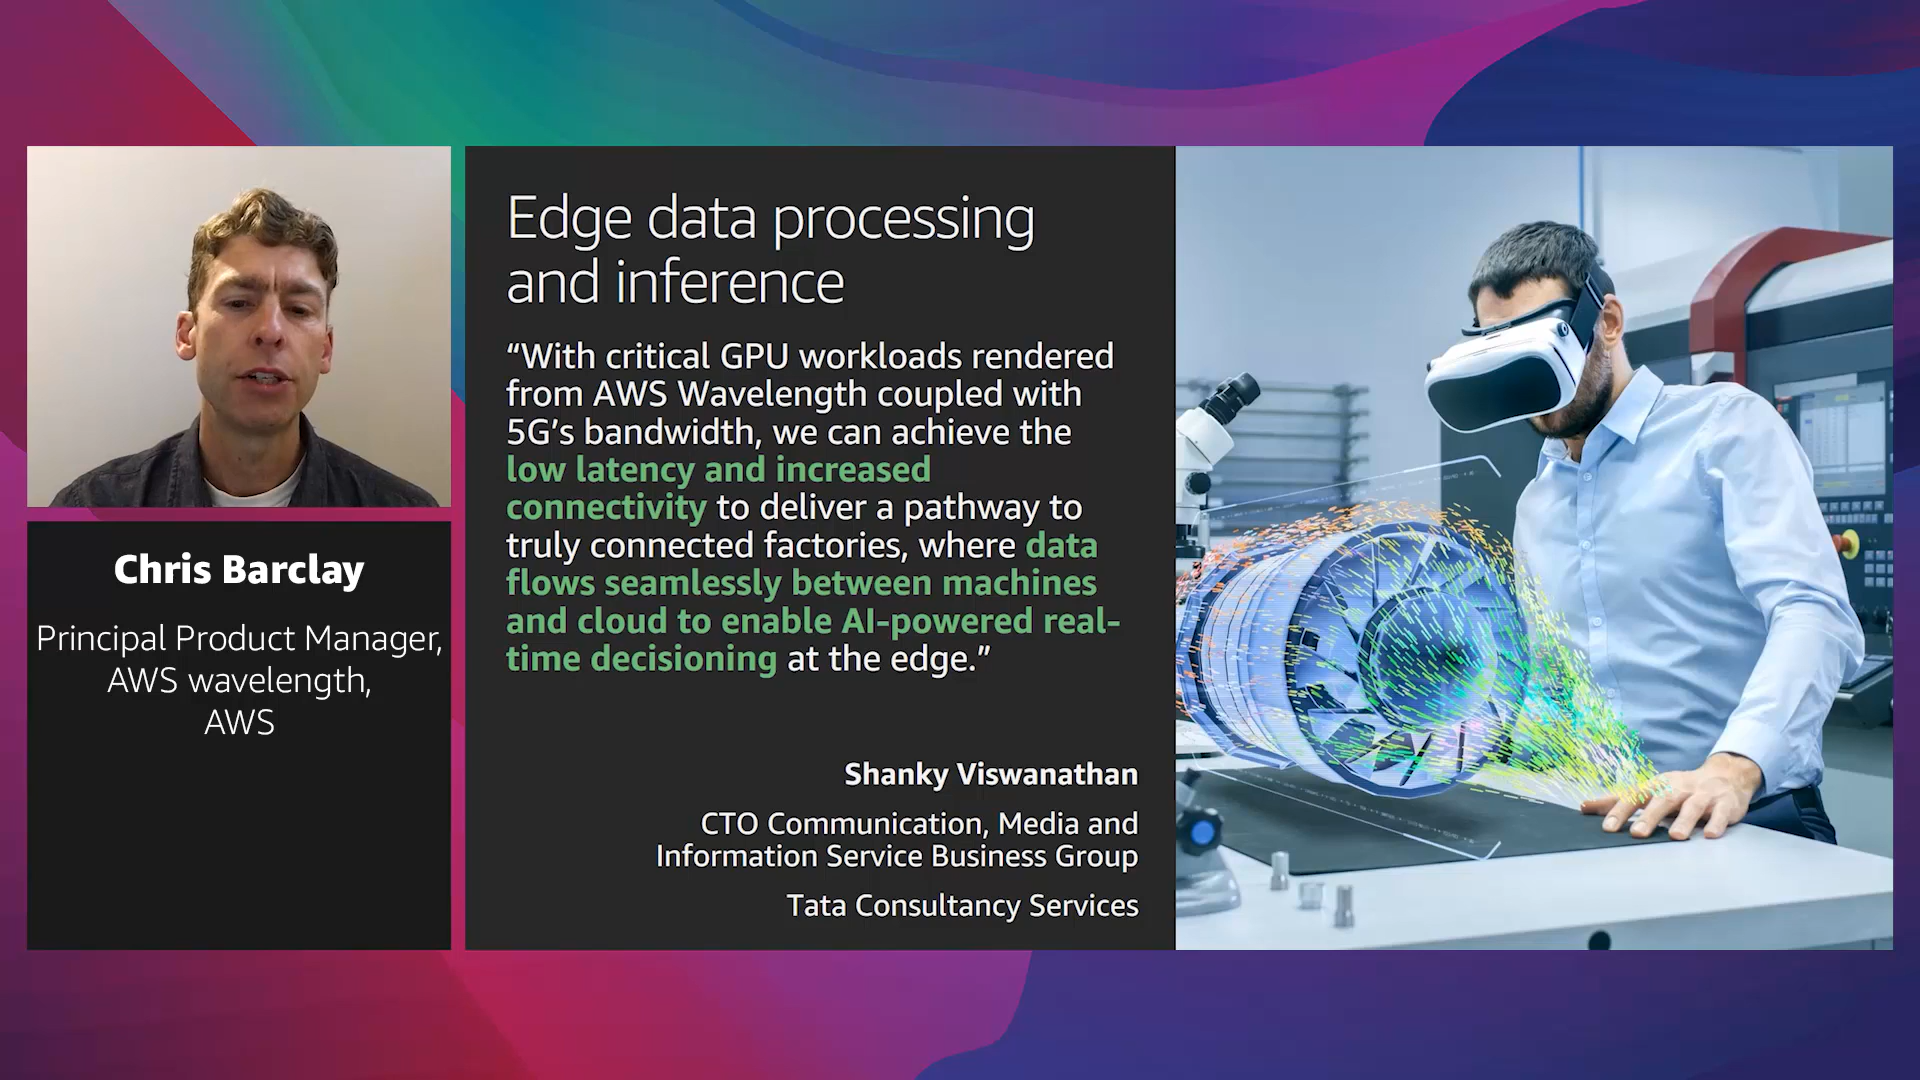 Chris Barclay
Principal Product Manager,
AWS wavelength,
AWS
Edge data processing
and inference
“With critical GPU workloads rendered
from AWS Wavelength coupled with
5G’s bandwidth, we can achieve the
low latency and increased
connectivity to deliver a pathway to
truly connected factories, where data
flows seamlessly between machines
and cloud to enable AI-powered real-
time decisioning at the edge.”
Shanky Viswanathan
CTO Communication, Media and
Information Service Business Group
Tata Consultancy Services